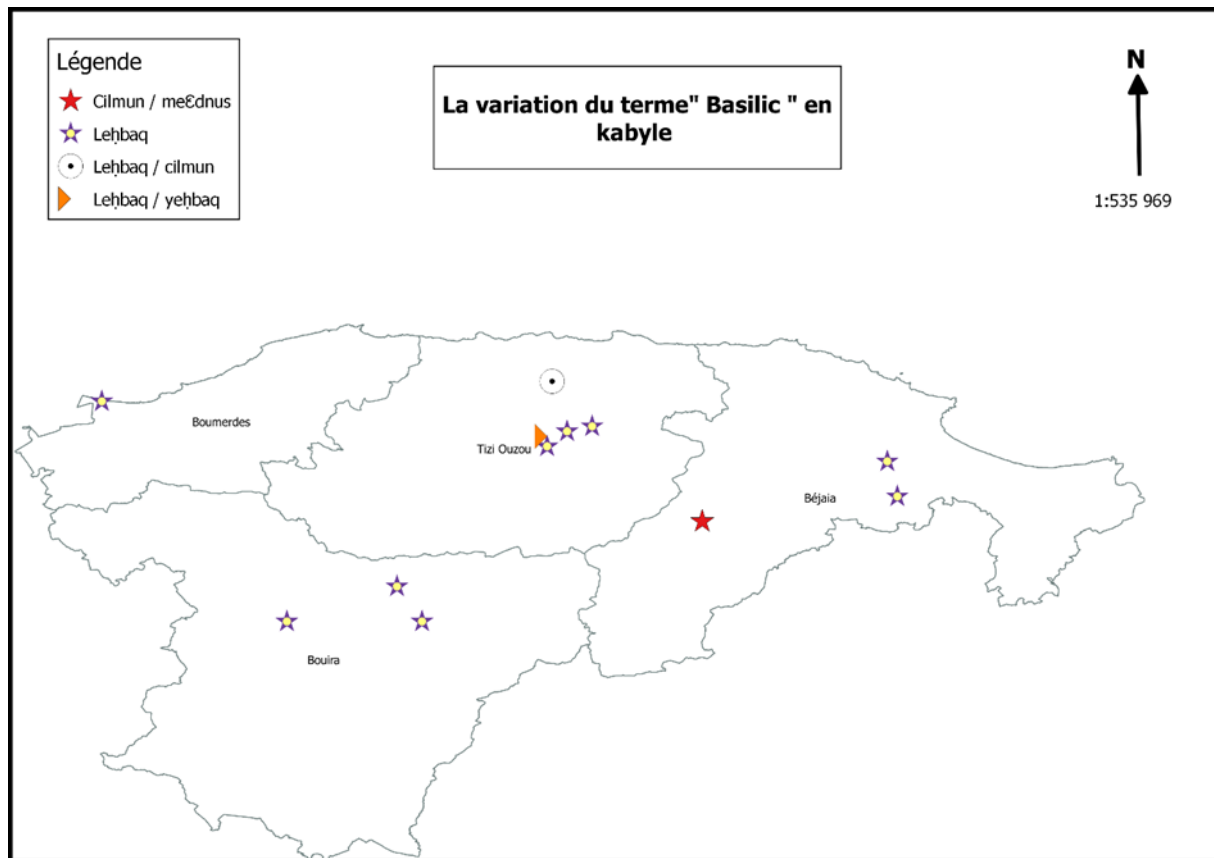 Légende
Cilmun / meƐdnus
Leḥbaq
Leḥbaq / cilmun
Leḥbaq / yeḥbaq
La variation du terme" Basilic " en
kabyle
N
1:535 969
Boumerdes
Tizi Ouzou
Béjaia
Bouira